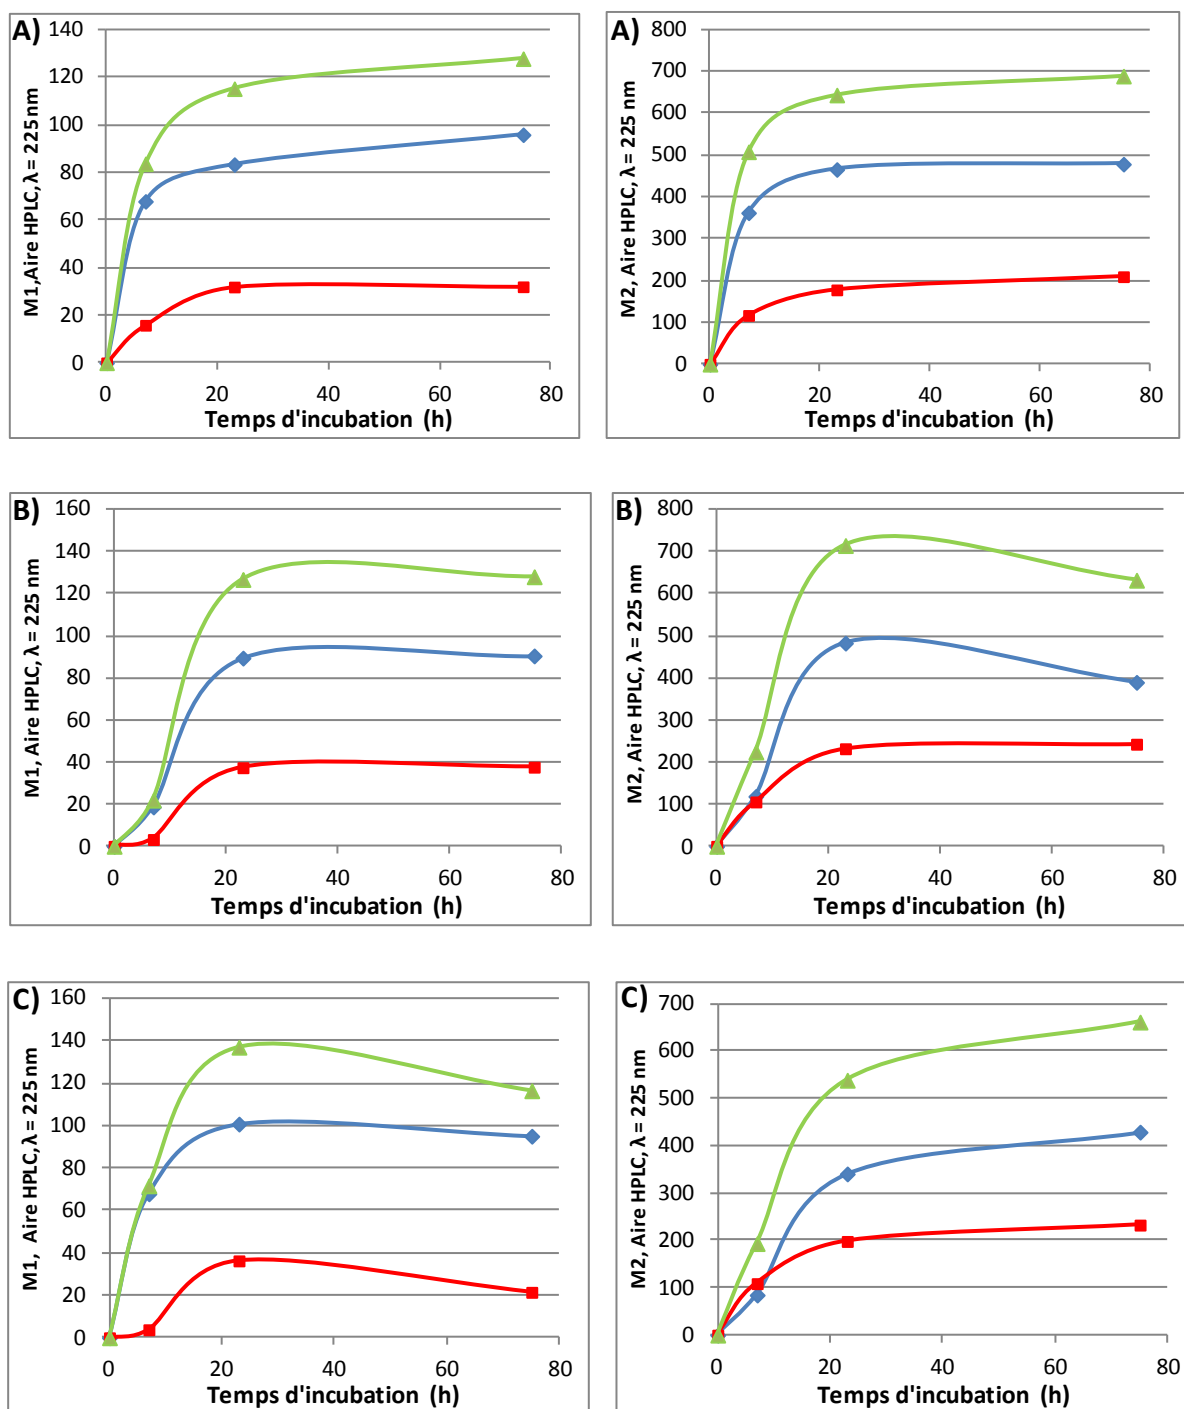 A)
140
120
100
80
60
40
20
0
M1,Aire HPLC, λ = 225 nm
0 20 40 60 80
Temps d'incubation (h)
A)
800
700
600
500
400
300
200
100
0
M2, Aire HPLC, λ = 225 nm
0 20 40 60 80
Temps d'incubation (h)
B)
160
140
120
100
80
60
40
20
0
M1, Aire HPLC, λ = 225 nm
0 20 40 60 80
Temps d'incubation (h)
B)
800
700
600
500
400
300
200
100
0
M2, Aire HPLC, λ = 225 nm
0 20 40 60 80
Temps d'incubation (h)
C)
160
140
120
100
80
60
40
20
0
M1, Aire HPLC, λ = 225 nm
0 20 40 60 80
Temps d'incubation (h)
C)
700
600
500
400
300
200
100
0
M2, Aire HPLC, λ = 225 nm
0 20 40 60 80
Temps d'incubation (h)